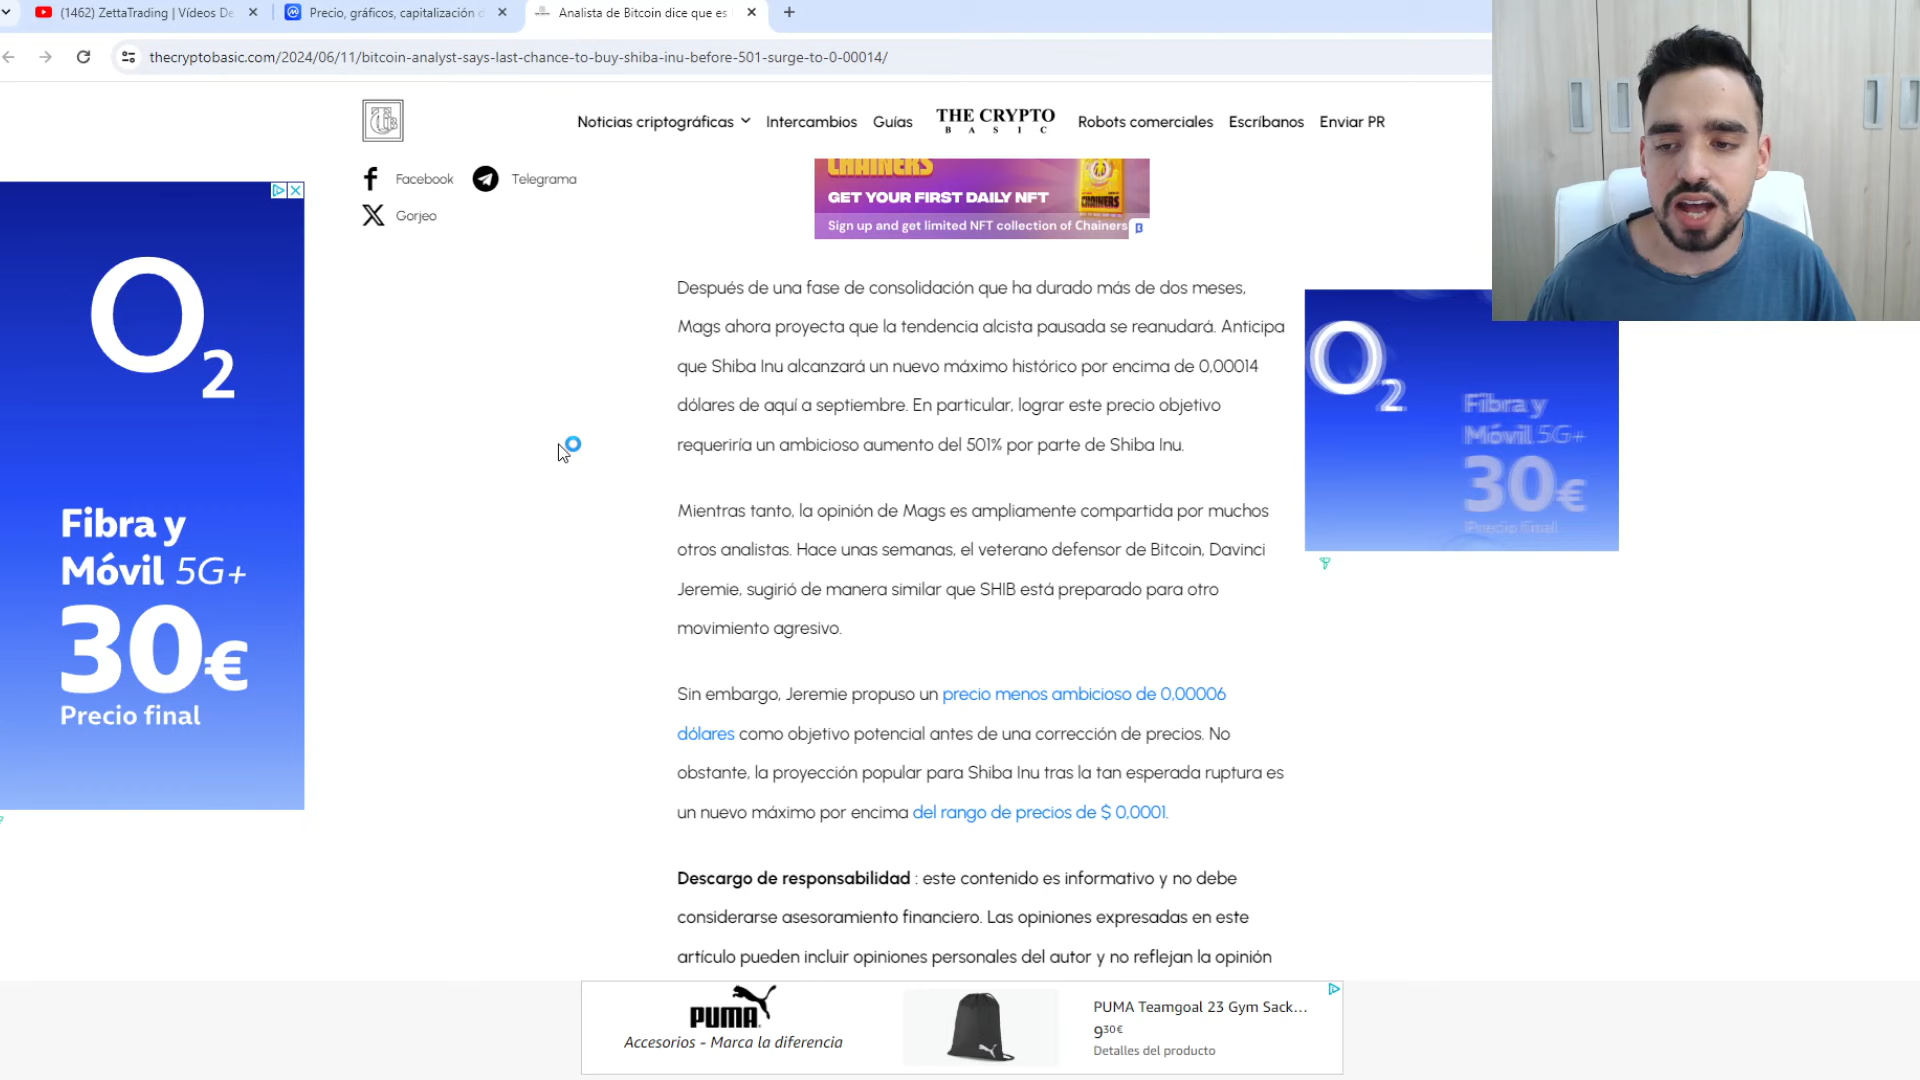 (1462) ZettaTrading | Vídeos De
Precio, gráficos, capitalización d
Analista de Bitcoin dice que es
thecryptobasic.com/2024/06/11/bitcoin-analyst-says-last-chance-to-buy-shiba-inu-before-501-surge-to-0-00014/
Noticias criptográficas
Intercambios
Guías
THE CRYPTO
BASIC
Robots comerciales
Escríbanos
Enviar PR
Facebook
Telegrama
Gorjeo
CHAINERS
GET YOUR FIRST DAILY NFT
Sign up and get limited NFT collection of Chainers
CHAINERS
Después de una fase de consolidación que ha durado más de dos meses,
Mags ahora proyecta que la tendencia alcista pausada se reanudará. Anticipa
que Shiba Inu alcanzará un nuevo máximo histórico por encima de 0,00014
dólares de aquí a septiembre. En particular, lograr este precio objetivo
requeriría un ambicioso aumento del 501% por parte de Shiba Inu.
Mientras tanto, la opinión de Mags es ampliamente compartida por muchos
otros analistas. Hace unas semanas, el veterano defensor de Bitcoin, Davinci
Jeremie, sugirió de manera similar que SHIB está preparado para otro
movimiento agresivo.
Sin embargo, Jeremie propuso un precio menos ambicioso de 0,00006
dólares como objetivo potencial antes de una corrección de precios. No
obstante, la proyección popular para Shiba Inu tras la tan esperada ruptura es
un nuevo máximo por encima del rango de precios de $ 0,0001.
Descargo de responsabilidad : este contenido es informativo y no debe
considerarse asesoramiento financiero. Las opiniones expresadas en este
artículo pueden incluir opiniones personales del autor y no reflejan la opinión
O2
Fibra y
Móvil 5G+
30€
Precio final
O2
Fibra y
Móvil 5G+
30€
Precio final
PUMA
Accesorios - Marca la diferencia
PUMA Teamgoal 23 Gym Sack...
930€
Detalles del producto